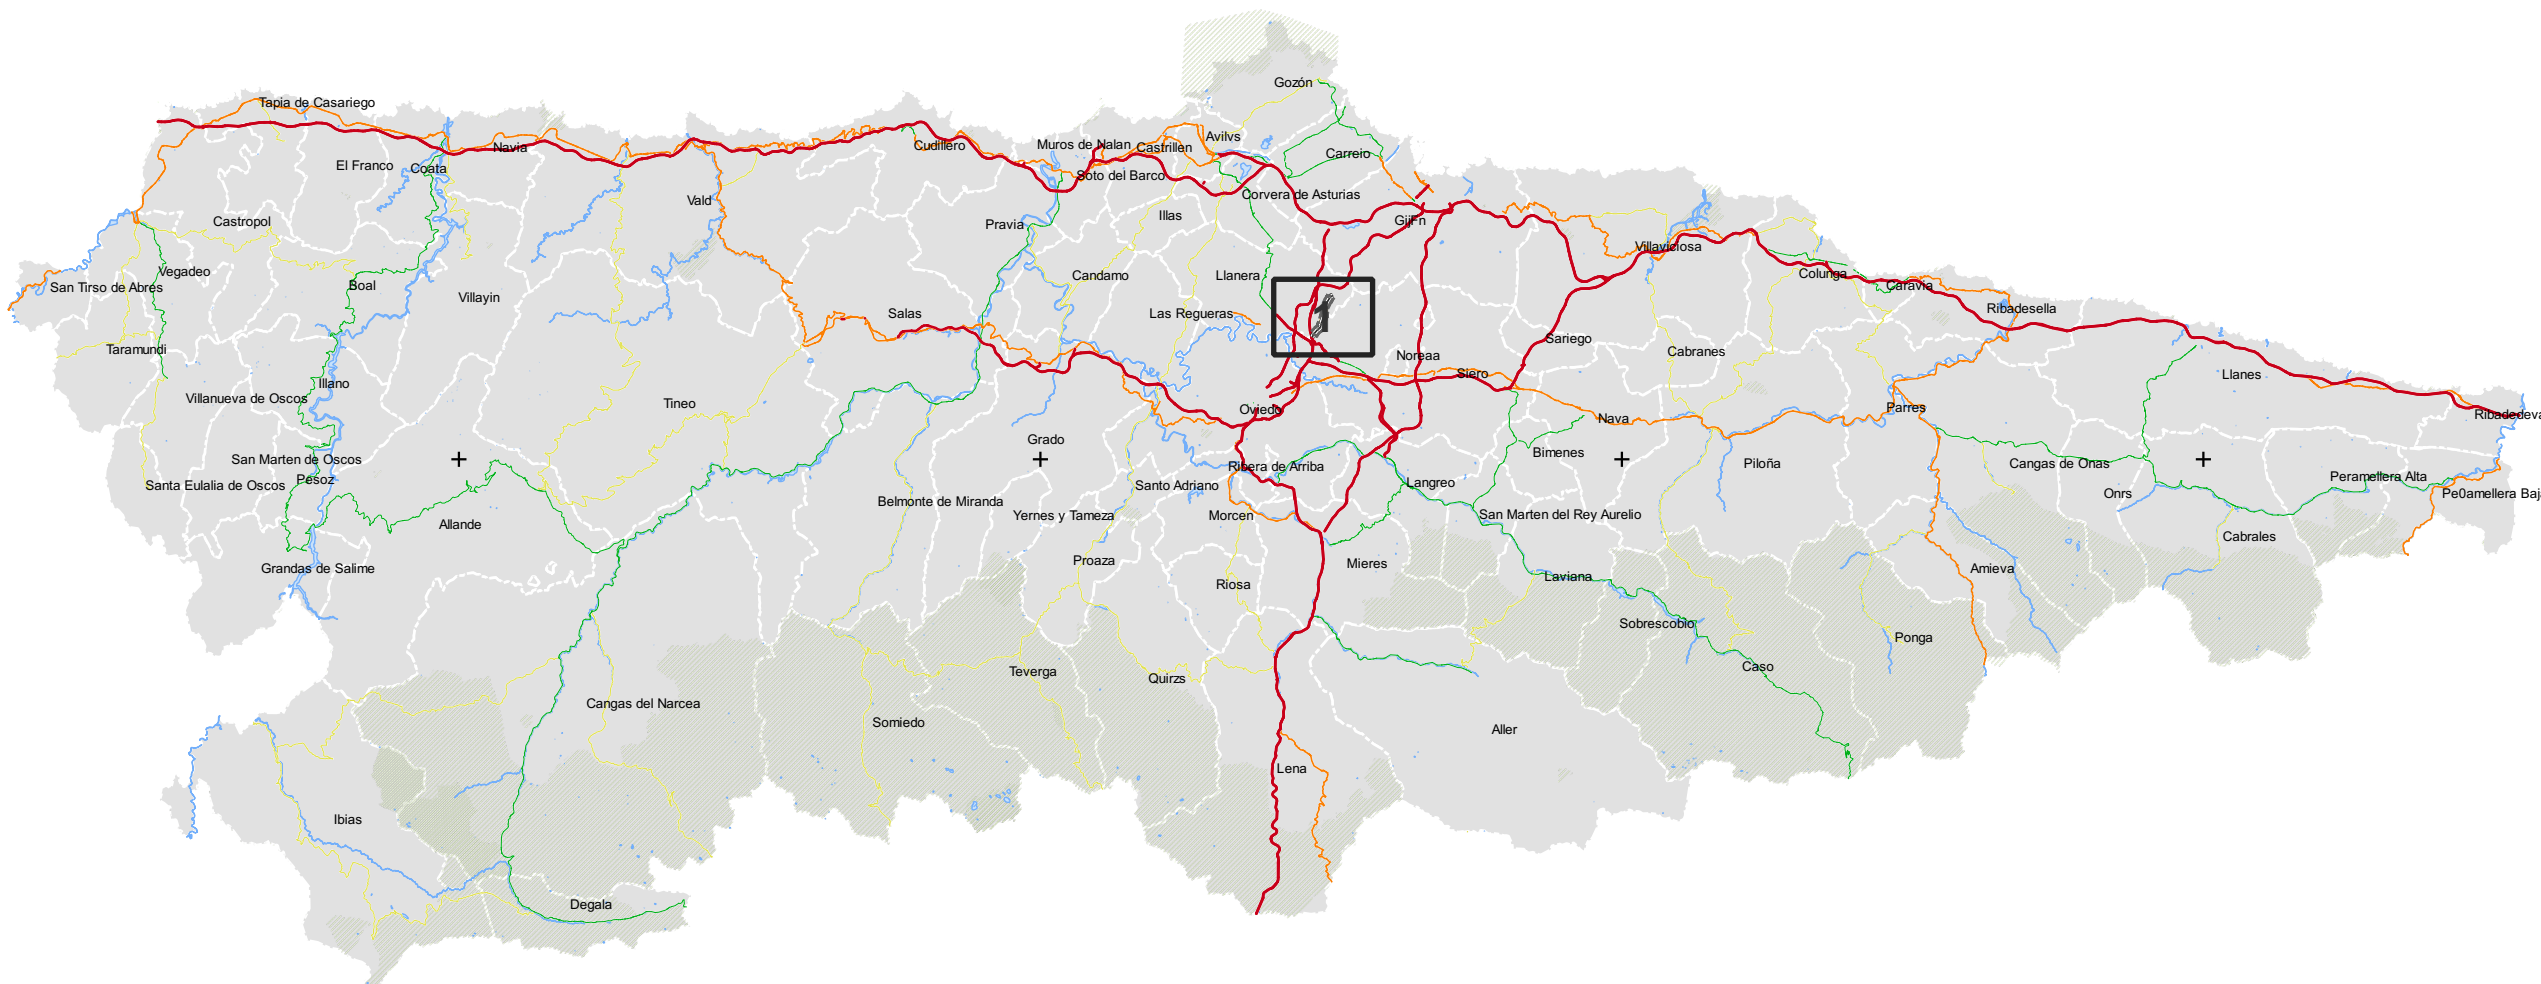 Gozón
Tapia de Casariego
Avilvs
Muros de Nalan
Castrillen
Cudillero
Navia
Carreio
El Franco
Coata
Soto del Barco
Corvera de Asturias
Vald
Illas
Castropol
Pravia
GijFn
Villaviciosa
Vegadeo
San Tirso de Abres
Boal
Villayin
Candamo
Llanera
Colunga
Caravia
Ribadesella
Salas
Las Regueras
1
Sariego
Taramundi
Noreaa
Cabranes
Illano
Siero
Llanes
Villanueva de Oscos
Tineo
Oviedo
Parres
Nava
Ribadedeva
Grado
San Marten de Oscos
Pesoz
Santa Eulalia de Oscos
Ribera de Arriba
Bimenes
Piloña
Cangas de Onas
Santo Adriano
Langreo
Peramellera Alta
Onrs
Pe0amellera Baj
Belmonte de Miranda
Yernes y Tameza
Morcen
San Marten del Rey Aurelio
Allande
Cabrales
Grandas de Salime
Proaza
Mieres
Riosa
Laviana
Amieva
Sobrescobio
Ponga
Teverga
Quirzs
Caso
Cangas del Narcea
Somiedo
Aller
Lena
Ibias
Degala